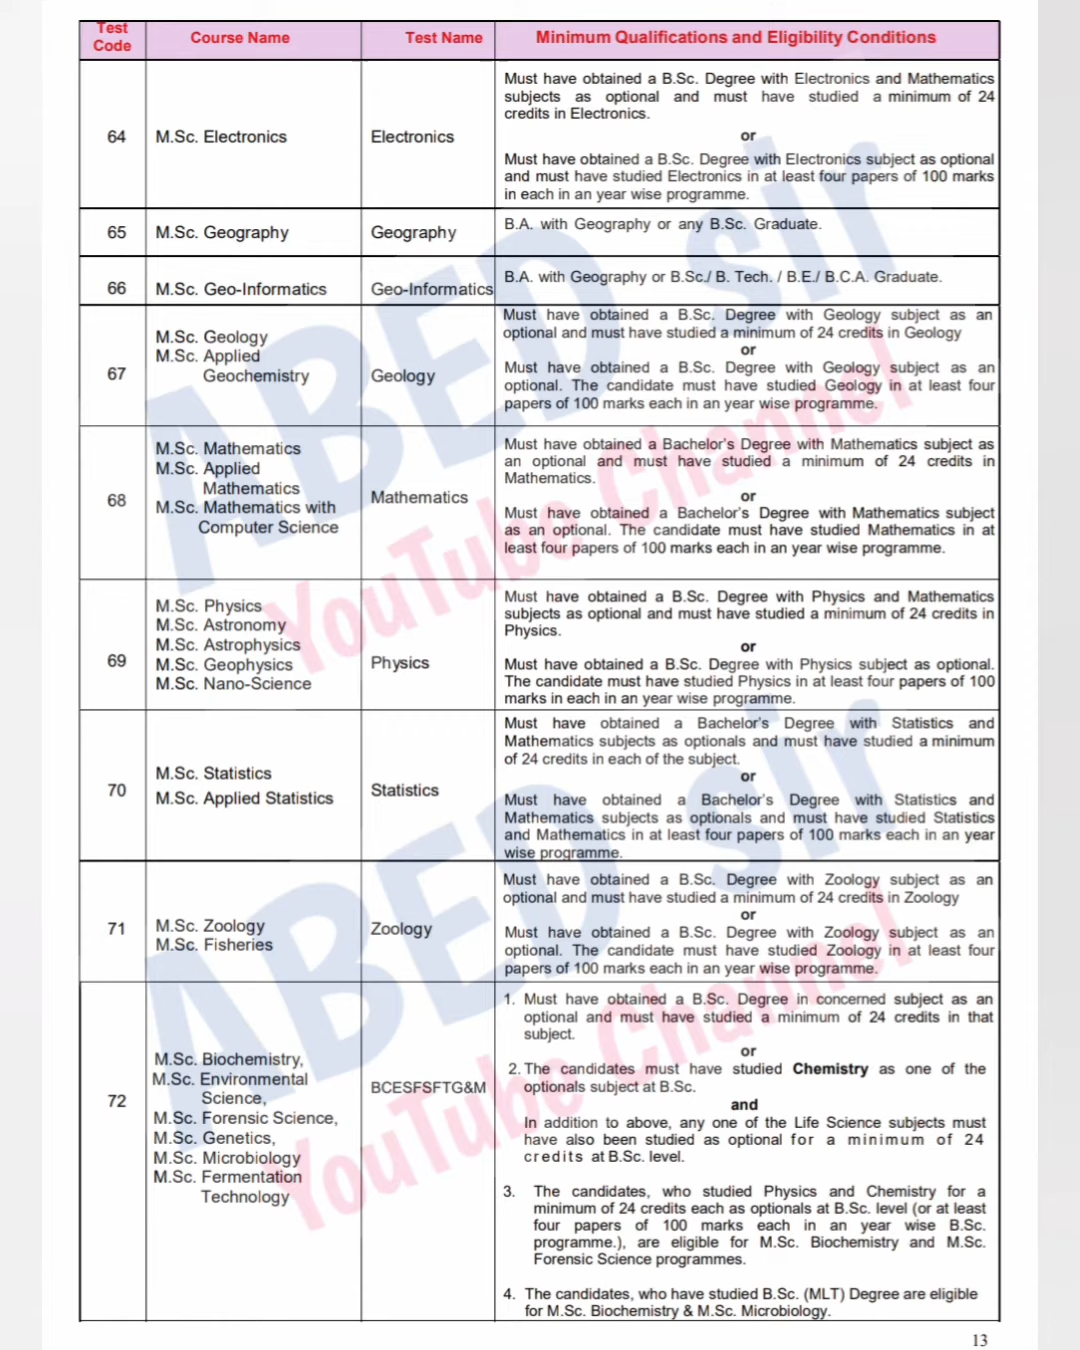 Test Code | Course Name | Test Name | Minimum Qualifications and Eligibility Conditions
64
M.Sc. Electronics
Electronics
Must have obtained a B.Sc. Degree with Electronics and Mathematics
subjects as optional and must have studied a minimum of 24
credits in Electronics.
or
Must have obtained a B.Sc. Degree with Electronics subject as optional
and must have studied Electronics in at least four papers of 100 marks
in each in an year wise programme.
65
M.Sc. Geography
Geography
B.A. with Geography or any B.Sc. Graduate.
66
M.Sc. Geo-Informatics
Geo-Informatics
B.A. with Geography or B.Sc./ B. Tech. / B.E./ B.C.A. Graduate.
67
M.Sc. Geology
M.Sc. Applied
Geochemistry
Geology
Must have obtained a B.Sc. Degree with Geology subject as an
optional and must have studied a minimum of 24 credits in Geology
or
Must have obtained a B.Sc. Degree with Geology subject as an
optional. The candidate must have studied Geology in at least four
papers of 100 marks each in an year wise programme.
68
M.Sc. Mathematics
M.Sc. Applied
Mathematics
M.Sc. Mathematics with
Computer Science
Mathematics
Must have obtained a Bachelor's Degree with Mathematics subject as
an optional and must have studied a minimum of 24 credits in
Mathematics.
or
Must have obtained a Bachelor's Degree with Mathematics subject
as an optional. The candidate must have studied Mathematics in at
least four papers of 100 marks each in an year wise programme.
69
M.Sc. Physics
M.Sc. Astronomy
M.Sc. Astrophysics
M.Sc. Geophysics
M.Sc. Nano-Science
Physics
Must have obtained a B.Sc. Degree with Physics and Mathematics
subjects as optional and must have studied a minimum of 24 credits in
Physics.
or
Must have obtained a B.Sc. Degree with Physics subject as optional.
The candidate must have studied Physics in at least four papers of 100
marks in each in an year wise programme.
70
M.Sc. Statistics
M.Sc. Applied Statistics
Statistics
Must have obtained a Bachelor's Degree with Statistics and
Mathematics subjects as optionals and must have studied a minimum
of 24 credits in each of the subject.
or
Must have obtained a Bachelor's Degree with Statistics and
Mathematics subjects as optionals and must have studied Statistics
and Mathematics in at least four papers of 100 marks each in an year
wise programme.
71
M.Sc. Zoology
M.Sc. Fisheries
Zoology
Must have obtained a B.Sc. Degree with Zoology subject as an
optional and must have studied a minimum of 24 credits in Zoology
or
Must have obtained a B.Sc. Degree with Zoology subject as an
optional. The candidate must have studied Zoology in at least four
papers of 100 marks each in an year wise programme.
72
M.Sc. Biochemistry,
M.Sc. Environmental
Science,
M.Sc. Forensic Science,
M.Sc. Genetics,
M.Sc. Microbiology
M.Sc. Fermentation
Technology
BCESFSFTG&M
1. Must have obtained a B.Sc. Degree in concerned subject as an
optional and must have studied a minimum of 24 credits in that
subject.
or
2. The candidates must have studied Chemistry as one of the
optionals subject at B.Sc.
and
In addition to above, any one of the Life Science subjects must
have also been studied as optional for a minimum of 24
credits at B.Sc. level.
3. The candidates, who studied Physics and Chemistry for a
minimum of 24 credits each as optionals at B.Sc. level (or at least
four papers of 100 marks each in an year wise B.Sc.
programme.), are eligible for M.Sc. Biochemistry and M.Sc.
Forensic Science programmes.
4. The candidates, who have studied B.Sc. (MLT) Degree are eligible
for M.Sc. Biochemistry & M.Sc. Microbiology.
13
ABED sir
YouTube Channel
ABED sir
YouTube Channel